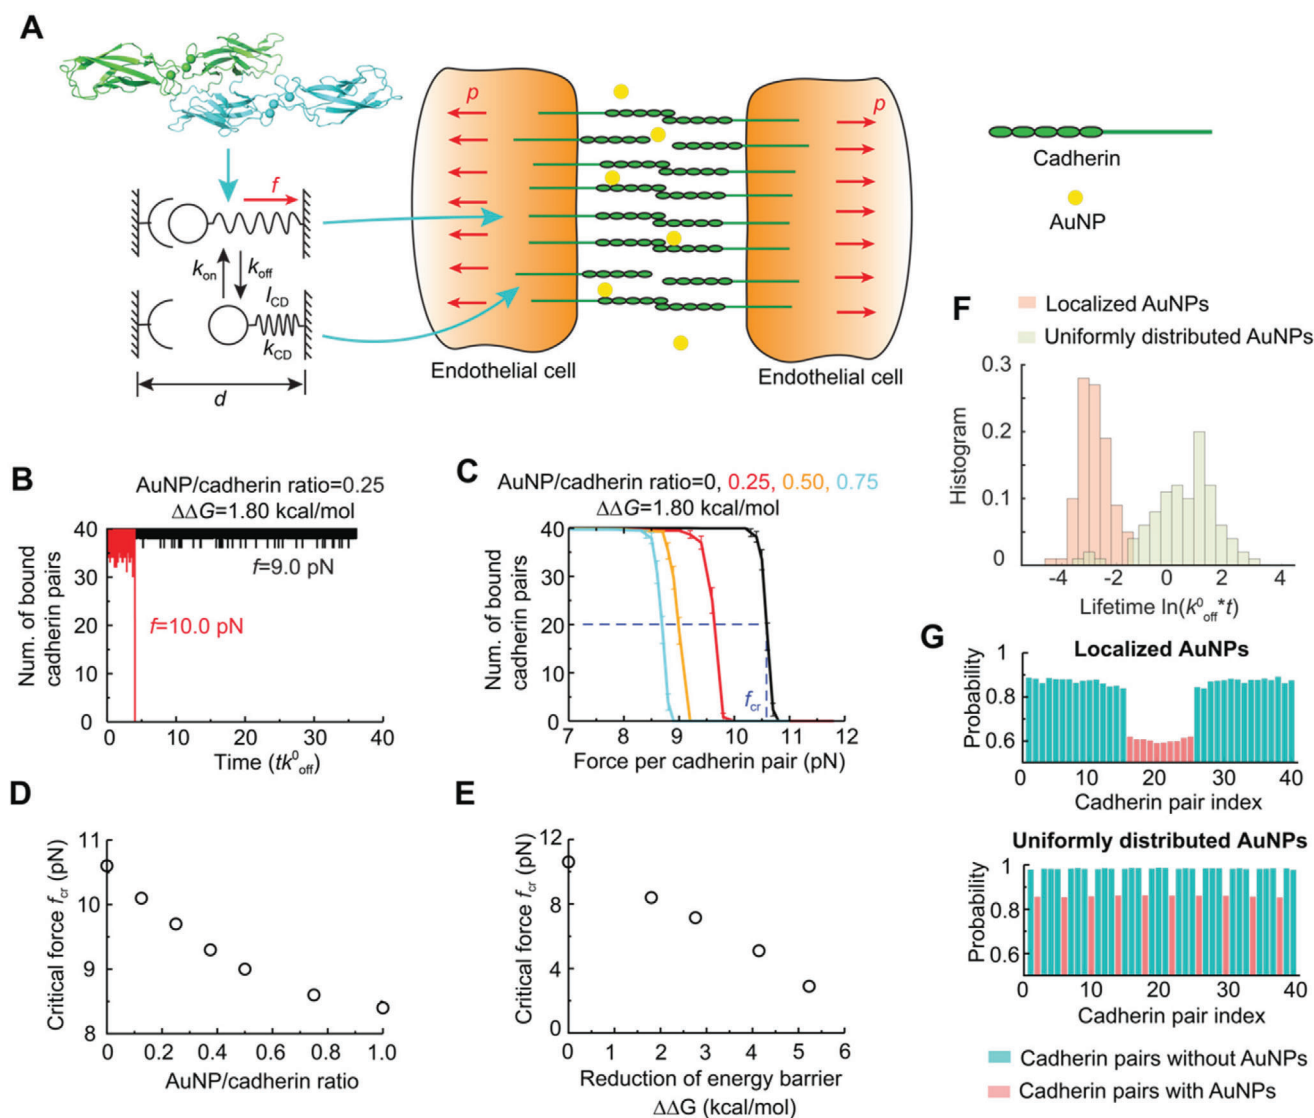 A
p
p
f
k_on
k_off
l_CD
k_CD
d
Endothelial cell
Endothelial cell
Cadherin
AuNP
B
AuNP/cadherin ratio=0.25
ΔΔG=1.80 kcal/mol
Num. of bound
cadherin pairs
40
30
20
10
0
f=9.0 pN
f=10.0 pN
0 10 20 30 40
Time (tk⁰_off)
C
AuNP/cadherin ratio=0, 0.25, 0.50, 0.75
ΔΔG=1.80 kcal/mol
Num. of bound
cadherin pairs
40
30
20
10
0
f_cr
7 8 9 10 11 12
Force per cadherin pair (pN)
D
Critical force f_cr (pN)
11
10
9
8
0 0.2 0.4 0.6 0.8 1.0
AuNP/cadherin ratio
E
Critical force f_cr (pN)
12
8
4
0
0 1 2 3 4 5 6
Reduction of energy barrier
ΔΔG (kcal/mol)
F
Localized AuNPs
Uniformly distributed AuNPs
Histogram
0.3
0.2
0.1
0
-4 -2 0 2 4
Lifetime ln(k⁰_off*t)
G
Localized AuNPs
Probability
1
0.8
0.6
0 10 20 30 40
Cadherin pair index
Uniformly distributed AuNPs
Probability
1
0.8
0.6
0 10 20 30 40
Cadherin pair index
Cadherin pairs without AuNPs
Cadherin pairs with AuNPs